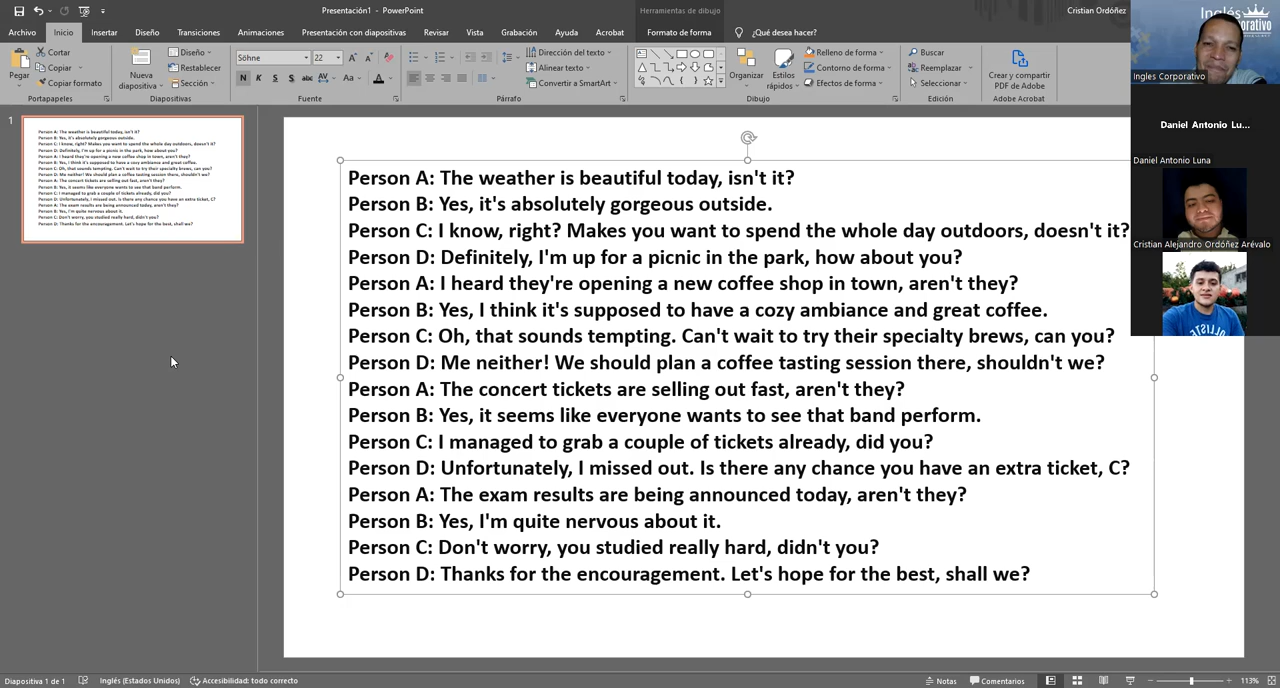 Presentación1 - PowerPoint
Herramientas de dibujo
Cristian Ordóñez
Archivo Inicio Insertar Diseño Transiciones Animaciones Presentación con diapositivas Revisar Vista Grabación Ayuda Acrobat Formato de forma ¿Qué desea hacer?
Pegar
Cortar
Copiar
Copiar formato
Portapapeles
Nueva diapositiva
Diseño
Restablecer
Sección
Diapositivas
Söhne 22
N K S S abc AV Aa A
Fuente
Dirección del texto
Alinear texto
Convertir a SmartArt
Párrafo
Organizar
Estilos rápidos
Relleno de forma
Contorno de forma
Efectos de forma
Dibujo
Buscar
Reemplazar
Seleccionar
Edición
Crear y compartir PDF de Adobe
Adobe Acrobat
1
Person A: The weather is beautiful today, isn't it?
Person B: Yes, it's absolutely gorgeous outside.
Person C: I know, right? Makes you want to spend the whole day outdoors, doesn't it?
Person D: Definitely, I'm up for a picnic in the park, how about you?
Person A: I heard they're opening a new coffee shop in town, aren't they?
Person B: Yes, I think it's supposed to have a cozy ambiance and great coffee.
Person C: Oh, that sounds tempting. Can't wait to try their specialty brews, can you?
Person D: Me neither! We should plan a coffee tasting session there, shouldn't we?
Person A: The concert tickets are selling out fast, aren't they?
Person B: Yes, it seems like everyone wants to see that band perform.
Person C: I managed to grab a couple of tickets already, did you?
Person D: Unfortunately, I missed out. Is there any chance you have an extra ticket, C?
Person A: The exam results are being announced today, aren't they?
Person B: Yes, I'm quite nervous about it.
Person C: Don't worry, you studied really hard, didn't you?
Person D: Thanks for the encouragement. Let's hope for the best, shall we?
Inglés
Ingles Corporativo
Daniel Antonio Lu...
Daniel Antonio Luna
Cristian Alejandro Ordóñez Arévalo
Diapositiva 1 de 1 Inglés (Estados Unidos) Accesibilidad: todo correcto Notas Comentarios 113%